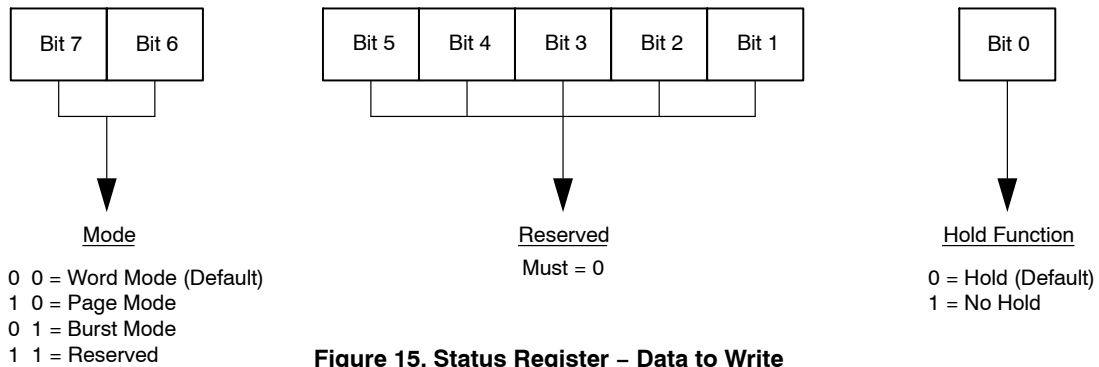 Bit 7 Bit 6 Bit 5 Bit 4 Bit 3 Bit 2 Bit 1 Bit 0
Mode
0 0 = Word Mode (Default)
1 0 = Page Mode
0 1 = Burst Mode
1 1 = Reserved
Reserved
Must = 0
Hold Function
0 = Hold (Default)
1 = No Hold
Figure 15. Status Register – Data to Write